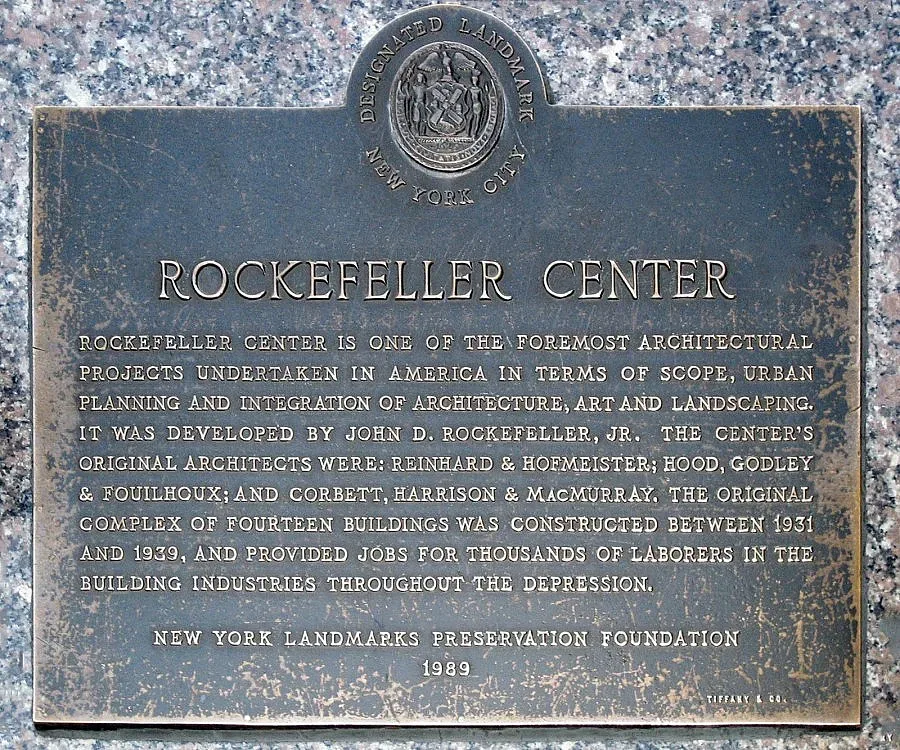 DESIGNATED LANDMARK
NEW YORK CITY
ROCKEFELLER CENTER
ROCKEFELLER CENTER IS ONE OF THE FOREMOST ARCHITECTURAL
PROJECTS UNDERTAKEN IN AMERICA IN TERMS OF SCOPE, URBAN
PLANNING AND INTEGRATION OF ARCHITECTURE, ART AND LANDSCAPING.
IT WAS DEVELOPED BY JOHN D. ROCKEFELLER, JR. THE CENTER'S
ORIGINAL ARCHITECTS WERE: REINHARD & HOFMEISTER; HOOD, GODLEY
& FOUILHOUX; AND CORBETT, HARRISON & MACMURRAY. THE ORIGINAL
COMPLEX OF FOURTEEN BUILDINGS WAS CONSTRUCTED BETWEEN 1931
AND 1939, AND PROVIDED JOBS FOR THOUSANDS OF LABORERS IN THE
BUILDING INDUSTRIES THROUGHOUT THE DEPRESSION.
NEW YORK LANDMARKS PRESERVATION FOUNDATION
1989
TIFFANY & CO.